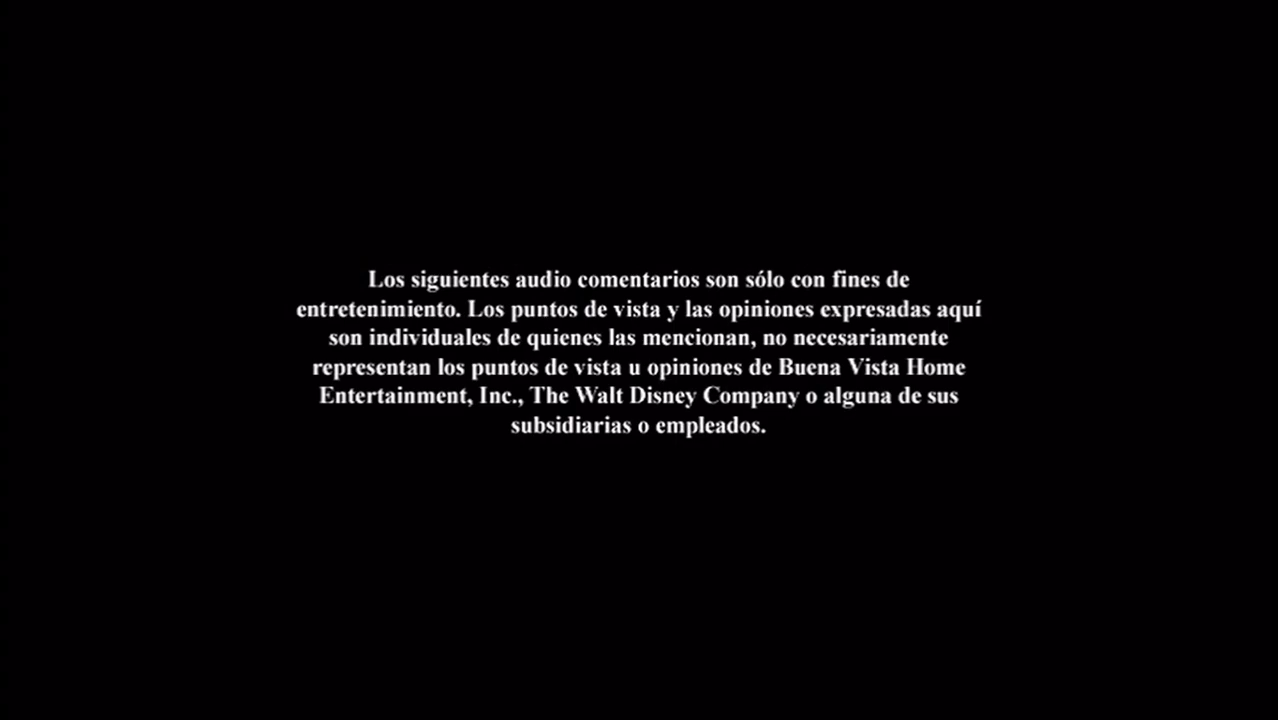 Los siguientes audio comentarios son sólo con fines de
entretenimiento. Los puntos de vista y las opiniones expresadas aquí
son individuales de quienes las mencionan, no necesariamente
representan los puntos de vista u opiniones de Buena Vista Home
Entertainment, Inc., The Walt Disney Company o alguna de sus
subsidiarias o empleados.